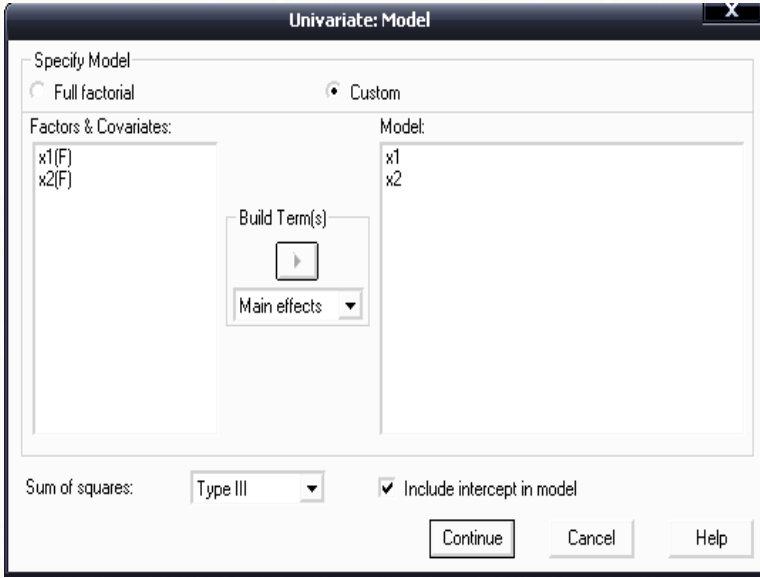 Univariate: Model
X
Specify Model
Full factorial
Custom
Factors & Covariates:
Model:
x1(F)
x2(F)
x1
x2
Build Term(s)
Main effects
Sum of squares:
Type III
Include intercept in model
Continue
Cancel
Help